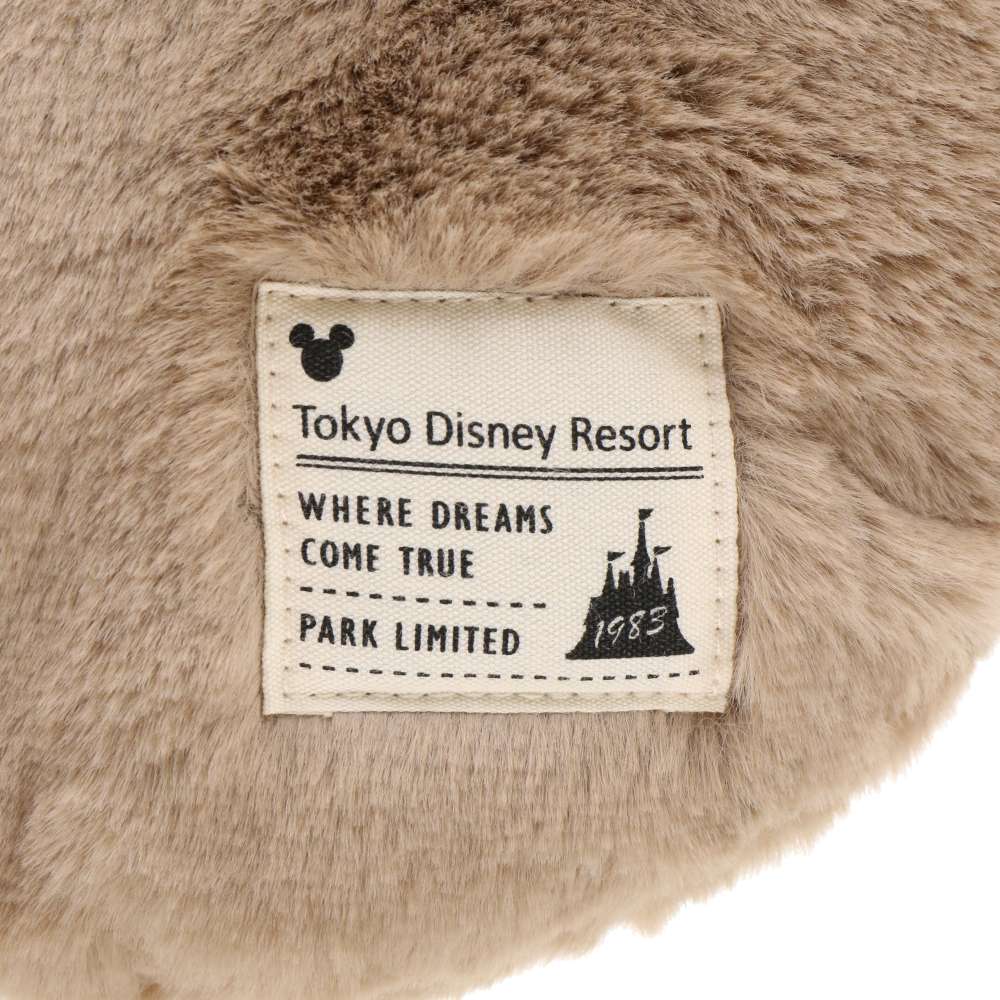 Tokyo Disney Resort
WHERE DREAMS
COME TRUE
PARK LIMITED
1983